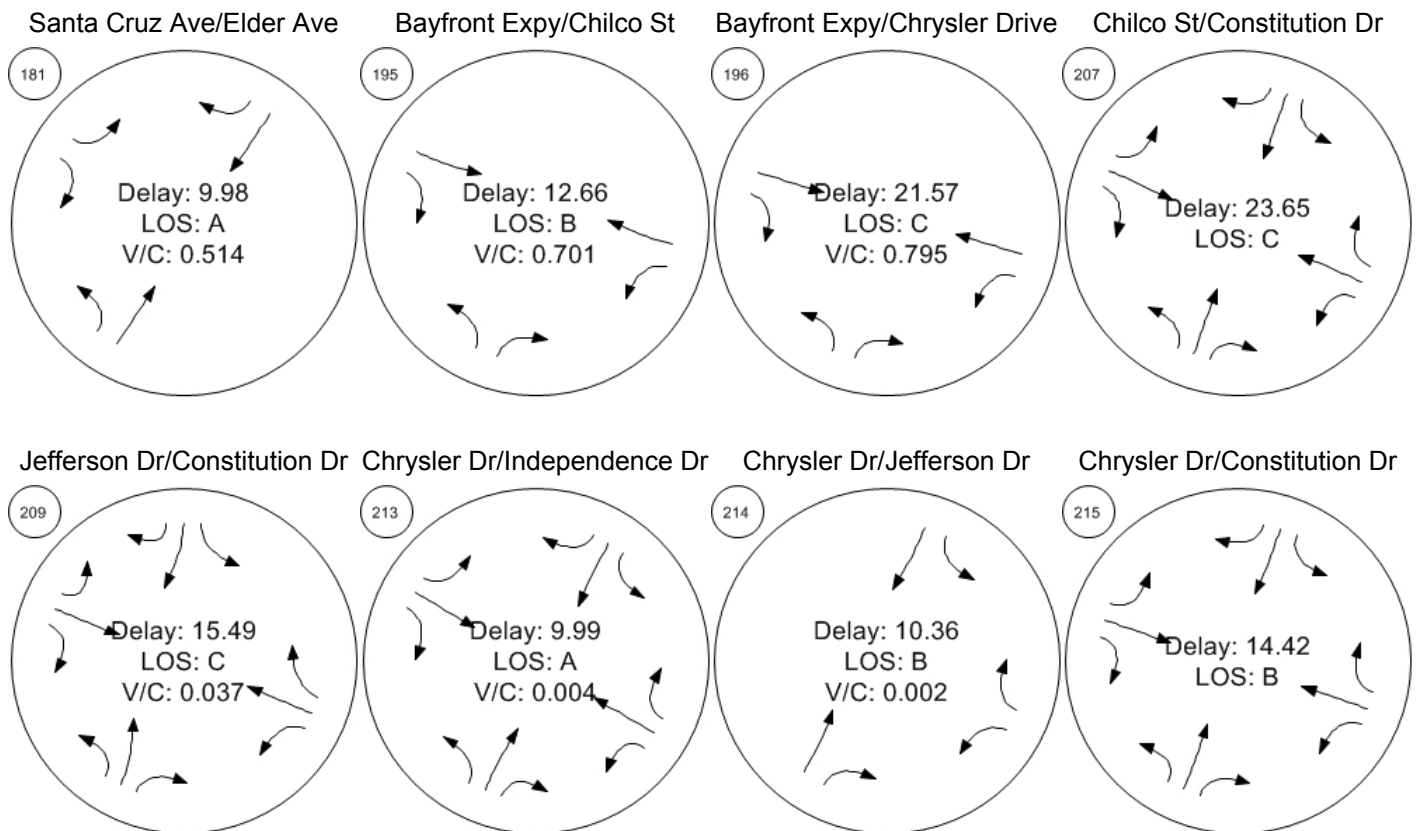 Santa Cruz Ave/Elder Ave
181
Delay: 9.98
LOS: A
V/C: 0.514
Bayfront Expy/Chilco St
195
Delay: 12.66
LOS: B
V/C: 0.701
Bayfront Expy/Chrysler Drive
196
Delay: 21.57
LOS: C
V/C: 0.795
Chilco St/Constitution Dr
207
Delay: 23.65
LOS: C
Jefferson Dr/Constitution Dr
209
Delay: 15.49
LOS: C
V/C: 0.037
Chrysler Dr/Independence Dr
213
Delay: 9.99
LOS: A
V/C: 0.004
Chrysler Dr/Jefferson Dr
214
Delay: 10.36
LOS: B
V/C: 0.002
Chrysler Dr/Constitution Dr
215
Delay: 14.42
LOS: B